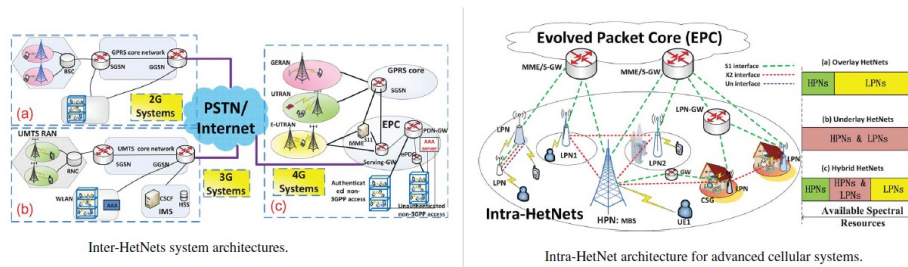 GPRS core network
BSC
SGSN
GGSN
(a)
2G
Systems
PSTN/
Internet
UMTS RAN
UMTS core network
RNC
SGSN
GGSN
3G
Systems
WLAN
AAA
HSS
CSCF
IMS
(b)
GERAN
GPRS core
UTRAN
SGSN
E-UTRAN
EPC
MME
S11
PDN-GW
AAA
Serving-GW
ePDG
4G
Systems
(c)
Authenticat
ed non-
3GPP access
Unauthenticated
non-3GPP access
Inter-HetNets system architectures.
Evolved Packet Core (EPC)
MME/S-GW
MME/S-GW
S1 interface
X2 interface
Un interface
LPN-GW
LPN
LPN1
LPN2
LPN
GW
LPN
LPN
CSG
HPN: MBS
UE1
Intra-HetNets
(a) Overlay HetNets
HPNs
LPNs
(b) Underlay HetNets
HPNs & LPNs
(c) Hybrid HetNets
HPNs
HPNs &
LPNs
LPNs
Available Spectral
Resources
Intra-HetNet architecture for advanced cellular systems.